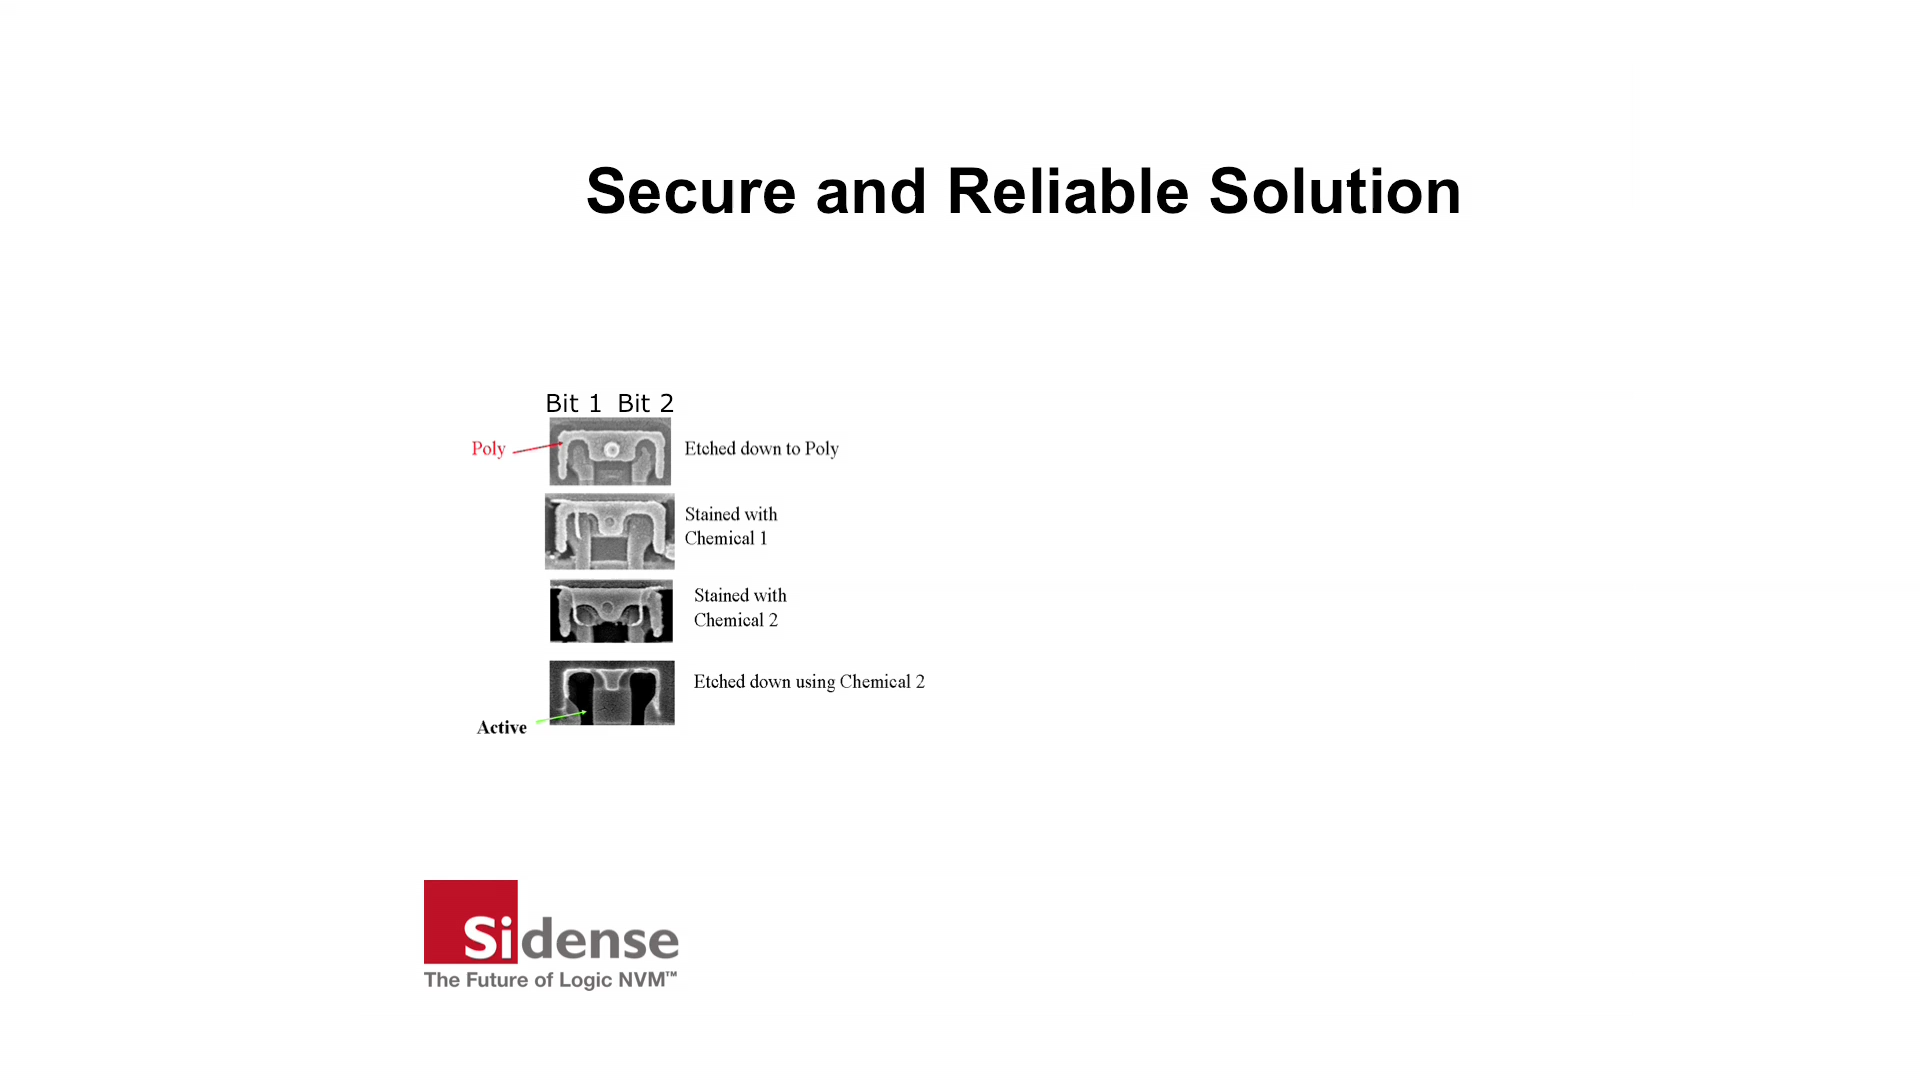 Secure and Reliable Solution
Bit 1 Bit 2
Poly
Etched down to Poly
Stained with
Chemical 1
Stained with
Chemical 2
Etched down using Chemical 2
Active
Sidense
The Future of Logic NVM™